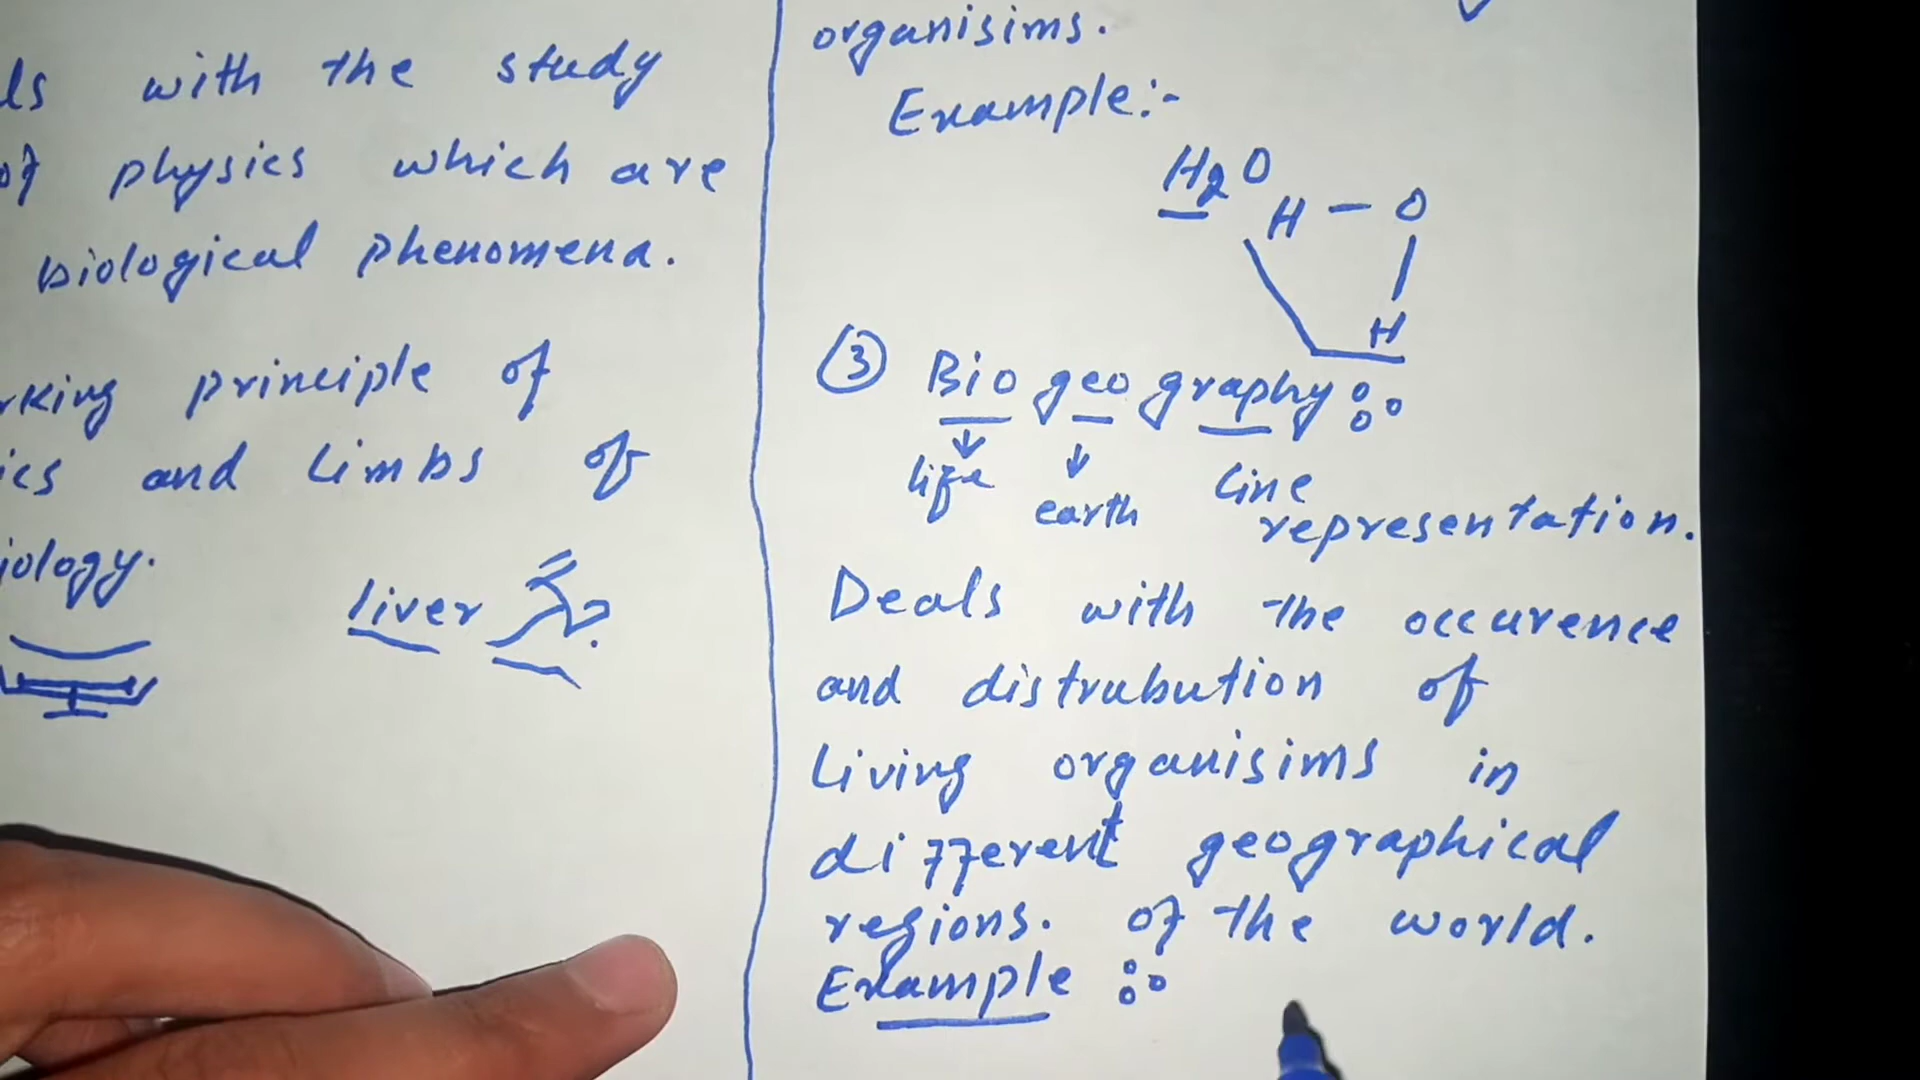 ls with the study
of physics which are
biological phenomena.
rking principle of
ics and Limbs of
iology.
liver
organisims.
Example:-
H2O
H - O
H
③ Bio geo graphy
life earth Line
representation.
Deals with the occurence
and distrubution of
Living organisims in
different geographical
regions. of the world.
Example